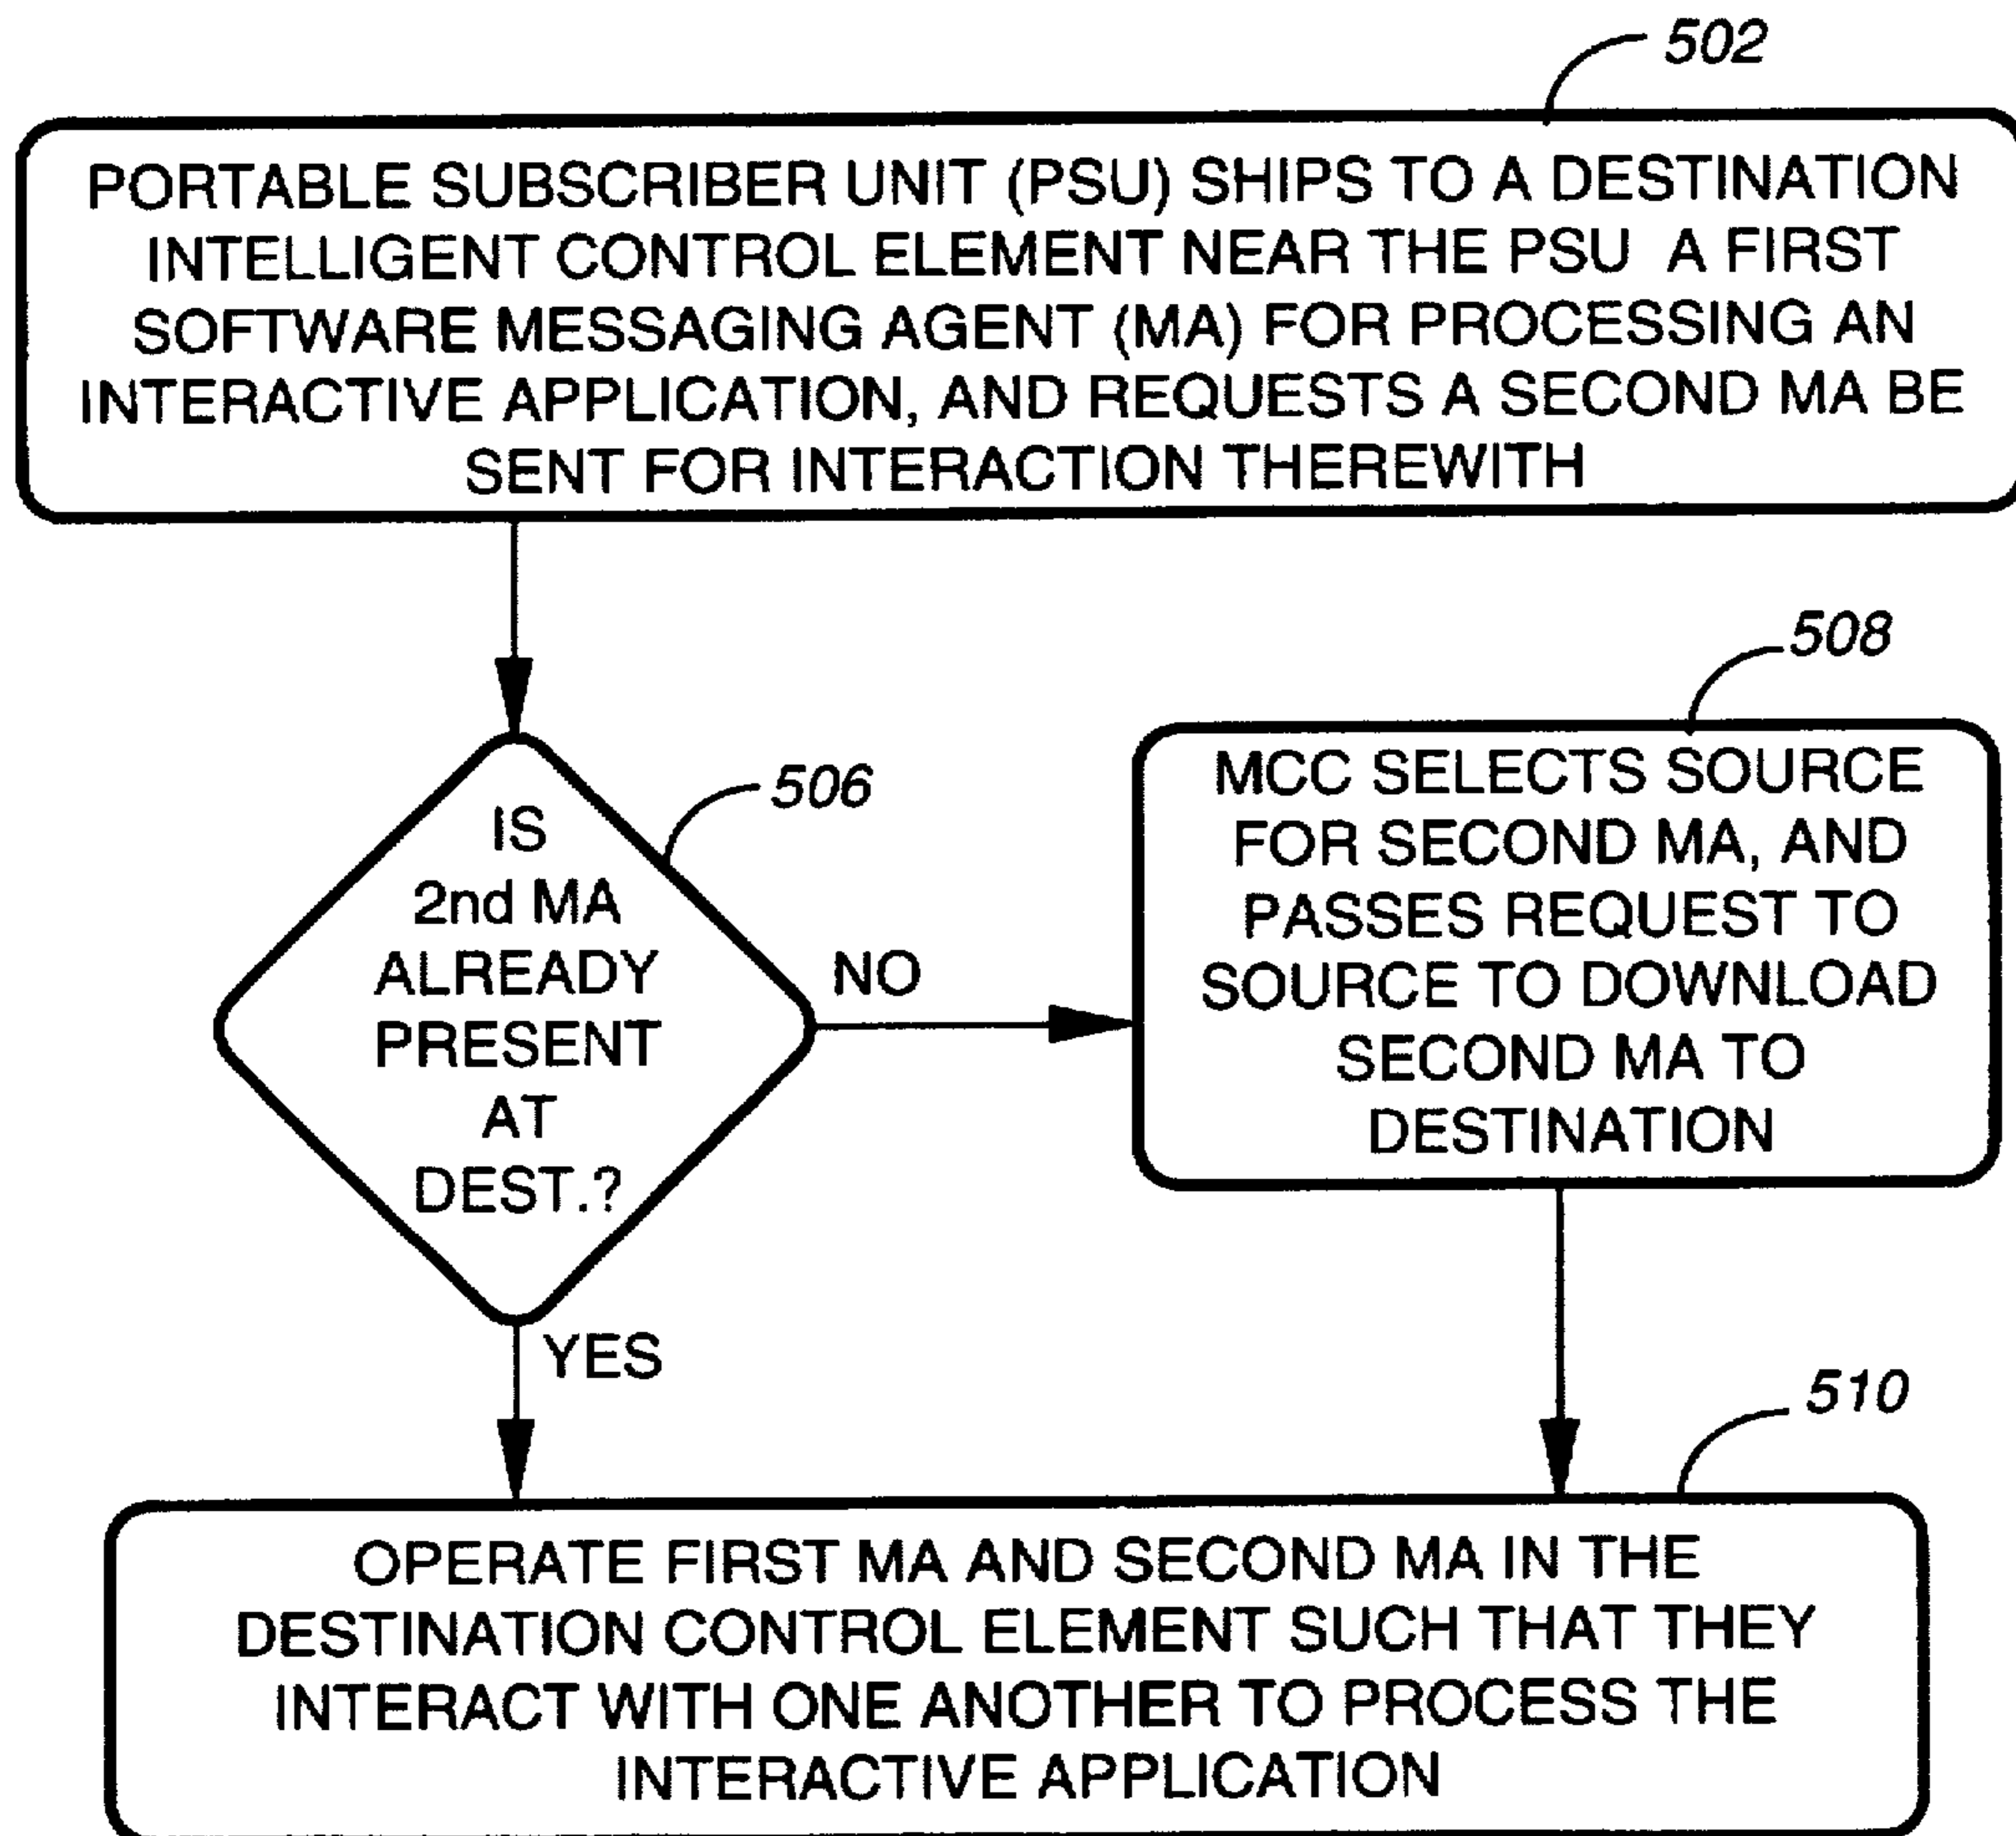 502
PORTABLE SUBSCRIBER UNIT (PSU) SHIPS TO A DESTINATION
INTELLIGENT CONTROL ELEMENT NEAR THE PSU A FIRST
SOFTWARE MESSAGING AGENT (MA) FOR PROCESSING AN
INTERACTIVE APPLICATION, AND REQUESTS A SECOND MA BE
SENT FOR INTERACTION THEREWITH
506
IS
2nd MA
ALREADY
PRESENT
AT
DEST.?
NO
YES
508
MCC SELECTS SOURCE
FOR SECOND MA, AND
PASSES REQUEST TO
SOURCE TO DOWNLOAD
SECOND MA TO
DESTINATION
510
OPERATE FIRST MA AND SECOND MA IN THE
DESTINATION CONTROL ELEMENT SUCH THAT THEY
INTERACT WITH ONE ANOTHER TO PROCESS THE
INTERACTIVE APPLICATION